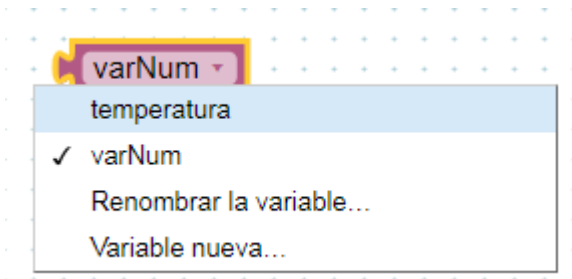 varNum
temperatura
varNum
Renombrar la variable...
Variable nueva...